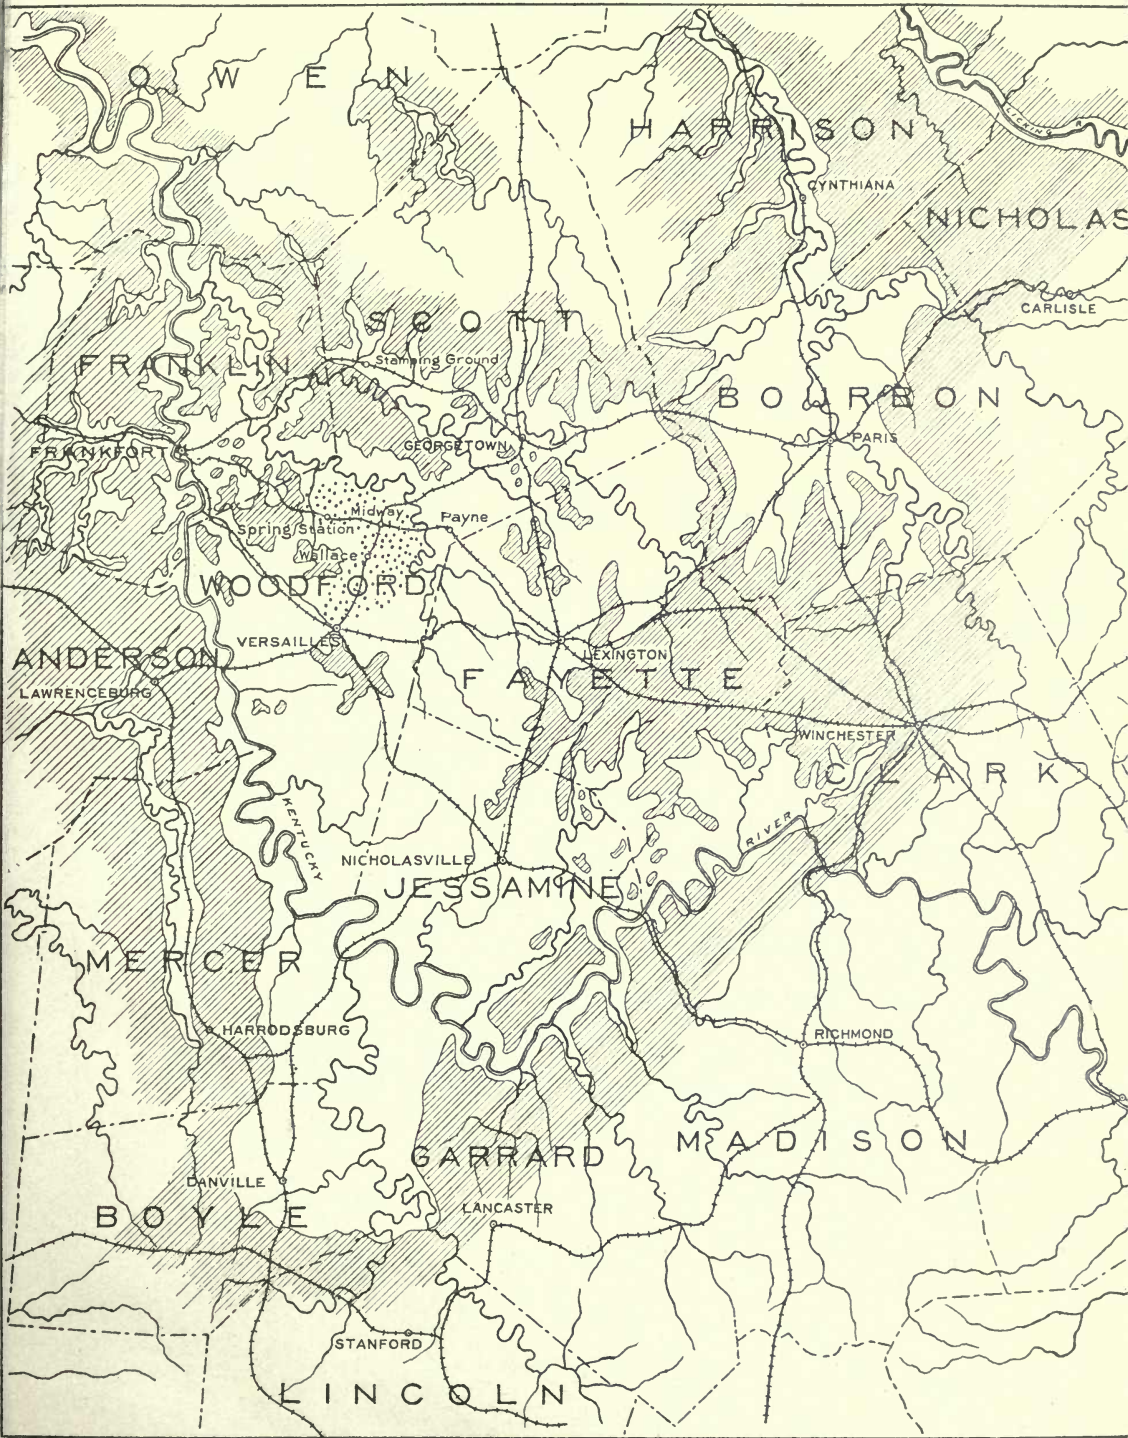 OWEN
HARRISON
LICKING R.
CYNTHIANA
NICHOLAS
CARLISLE
SCOTT
FRANKLIN
Stamping Ground
BOURBON
FRANKFORT
GEORGETOWN
PARIS
Midway
Payne
Spring Station
Wallace
WOODFORD
VERSAILLES
ANDERSON
LEXINGTON
FAYETTE
LAWRENCEBURG
WINCHESTER
CLARK
KENTUCKY
RIVER
NICHOLASVILLE
JESSAMINE
MERCER
HARRODSBURG
RICHMOND
MADISON
GARRARD
DANVILLE
LANCASTER
BOYLE
STANFORD
LINCOLN